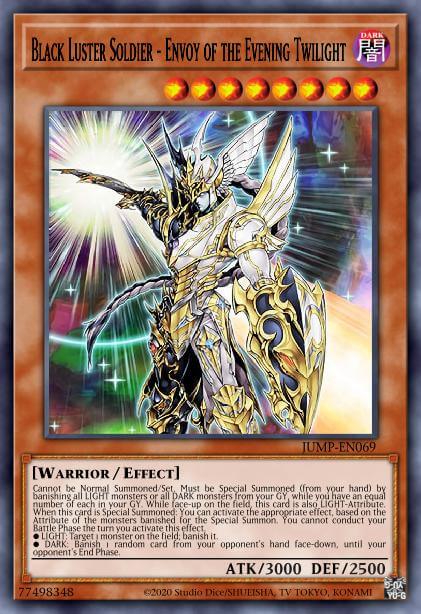 Black Luster Soldier - Envoy of the Evening Twilight
DARK
闇
JUMP-EN069
[Warrior / Effect]
Cannot be Normal Summoned/Set. Must be Special Summoned (from your hand) by
banishing all LIGHT monsters or all DARK monsters from your GY, while you have an equal
number of each in your GY. While face-up on the field, this card is also LIGHT-Attribute.
When this card is Special Summoned: You can activate the appropriate effect, based on the
Attribute of the monsters banished for the Special Summon. You cannot conduct your
Battle Phase the turn you activate this effect.
● LIGHT: Target 1 monster on the field; banish it.
● DARK: Banish 1 random card from your opponent's hand face-down, until your
opponent's End Phase.
ATK/3000 DEF/2500
77498348
©2020 Studio Dice/SHUEISHA, TV TOKYO, KONAMI